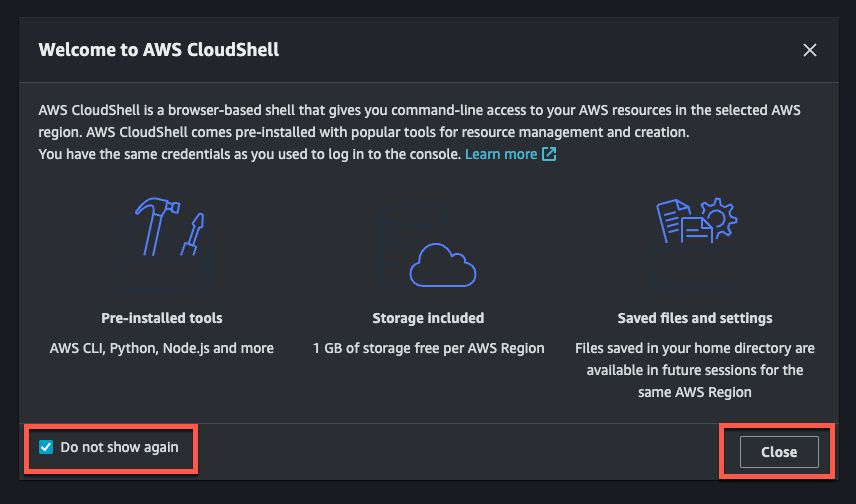 Welcome to AWS CloudShell
AWS CloudShell is a browser-based shell that gives you command-line access to your AWS resources in the selected AWS
region. AWS CloudShell comes pre-installed with popular tools for resource management and creation.
You have the same credentials as you used to log in to the console. Learn more
Pre-installed tools
AWS CLI, Python, Node.js and more
Storage included
1 GB of storage free per AWS Region
Saved files and settings
Files saved in your home directory are
available in future sessions for the
same AWS Region
Do not show again
Close